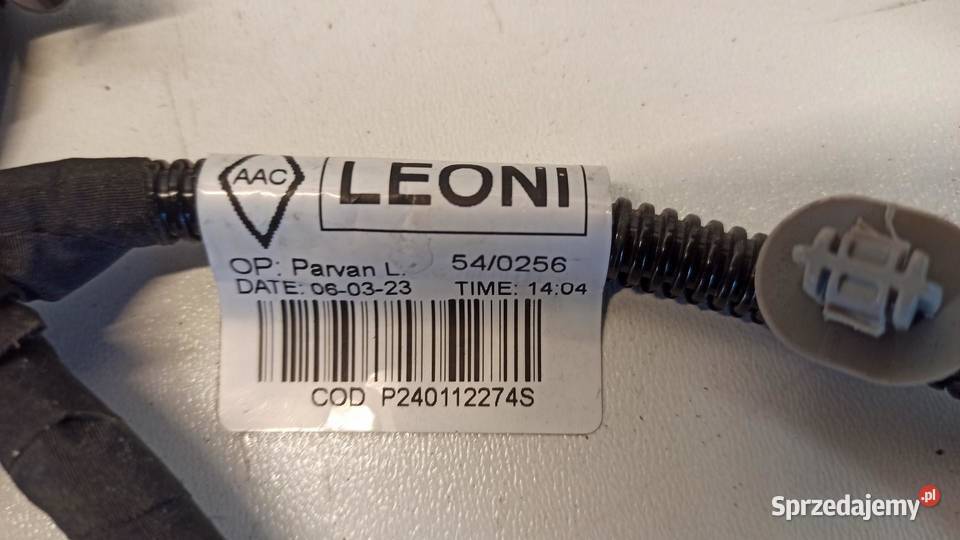 AAC
LEONI
OP: Parvan L. 54/0256
DATE: 06-03-23 TIME: 14:04
COD P240112274S
Sprzedajemy.pl